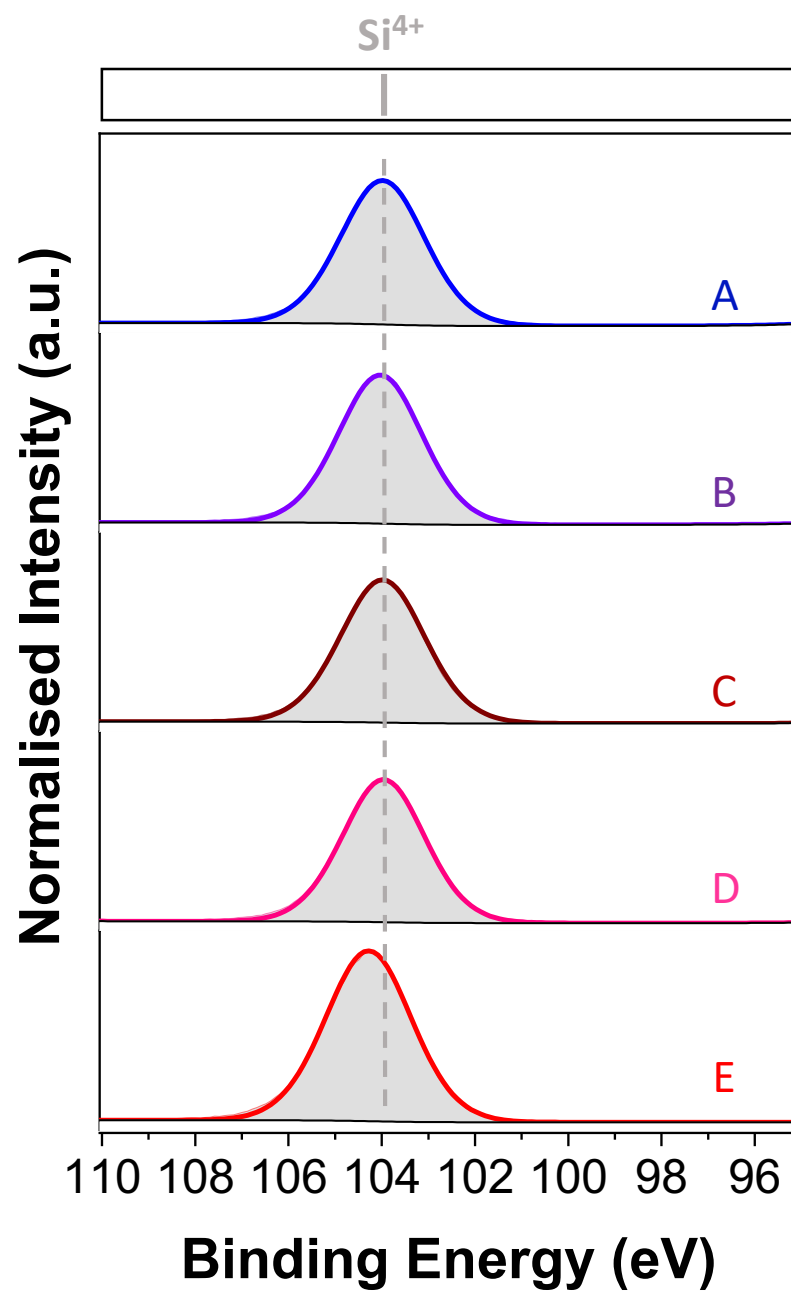 Si⁴⁺
Normalised Intensity (a.u.)
A
B
C
D
E
110 108 106 104 102 100 98 96
Binding Energy (eV)